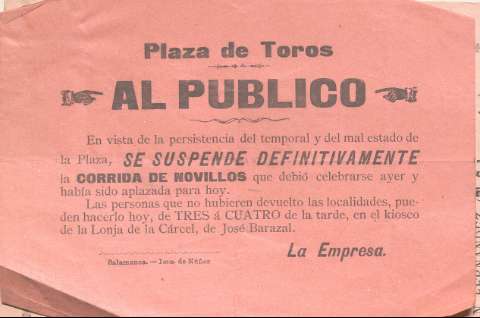 Plaza de Toros
AL PUBLICO
En vista de la persistencia del temporal y del mal estado de
la Plaza, SE SUSPENDE DEFINITIVAMENTE
la CORRIDA DE NOVILLOS que debió celebrarse ayer y
había sido aplazada para hoy.
Las personas que no hubieren devuelto las localidades, pue-
den hacerlo hoy, de TRES á CUATRO de la tarde, en el kiosco
de la Lonja de la Cárcel, de José Barazal.
La Empresa.
Salamanca.—Imp. de Núñez